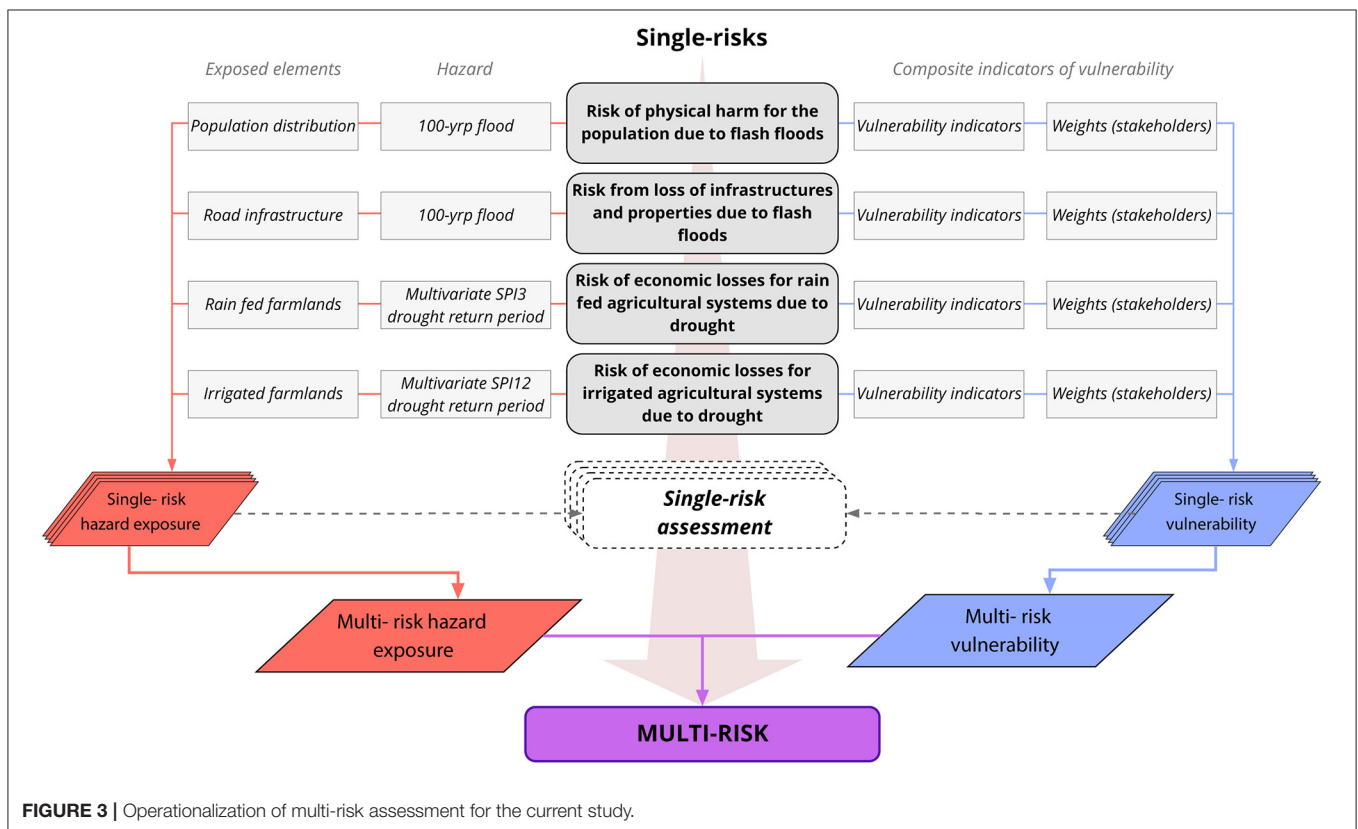 Single-risks
Exposed elements
Hazard
Composite indicators of vulnerability
Population distribution
100-yrp flood
Risk of physical harm for the
population due to flash floods
Vulnerability indicators
Weights (stakeholders)
Road infrastructure
100-yrp flood
Risk from loss of infrastructures
and properties due to flash
floods
Vulnerability indicators
Weights (stakeholders)
Rain fed farmlands
Multivariate SPI3
drought return period
Risk of economic losses for rain
fed agricultural systems due to
drought
Vulnerability indicators
Weights (stakeholders)
Irrigated farmlands
Multivariate SPI12
drought return period
Risk of economic losses for
irrigated agricultural systems
due to drought
Vulnerability indicators
Weights (stakeholders)
Single- risk
hazard exposure
Single-risk
assessment
Single- risk
vulnerability
Multi- risk hazard
exposure
Multi- risk
vulnerability
MULTI-RISK
FIGURE 3 | Operationalization of multi-risk assessment for the current study.